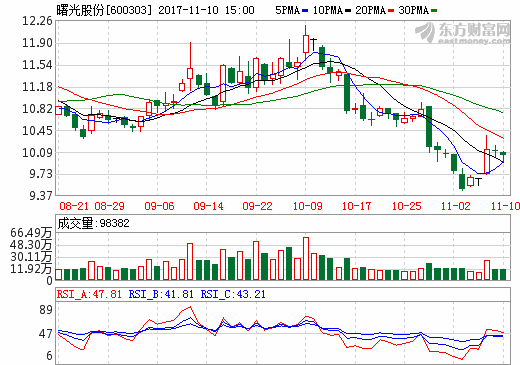 曙光股份[600303] 2017-11-10 15:00 5PMA 10PMA 20PMA 30PMA
东方财富网
eastmoney.com
12.26
11.90
11.54
11.18
10.82
10.45
10.09
9.73
9.37
08-21 08-29 09-06 09-14 09-22 10-09 10-17 10-25 11-02 11-10
成交量:98382
66.49万
48.30万
30.11万
11.92万
0
RSI_A:47.81 RSI_B:41.81 RSI_C:43.21
89
47
6